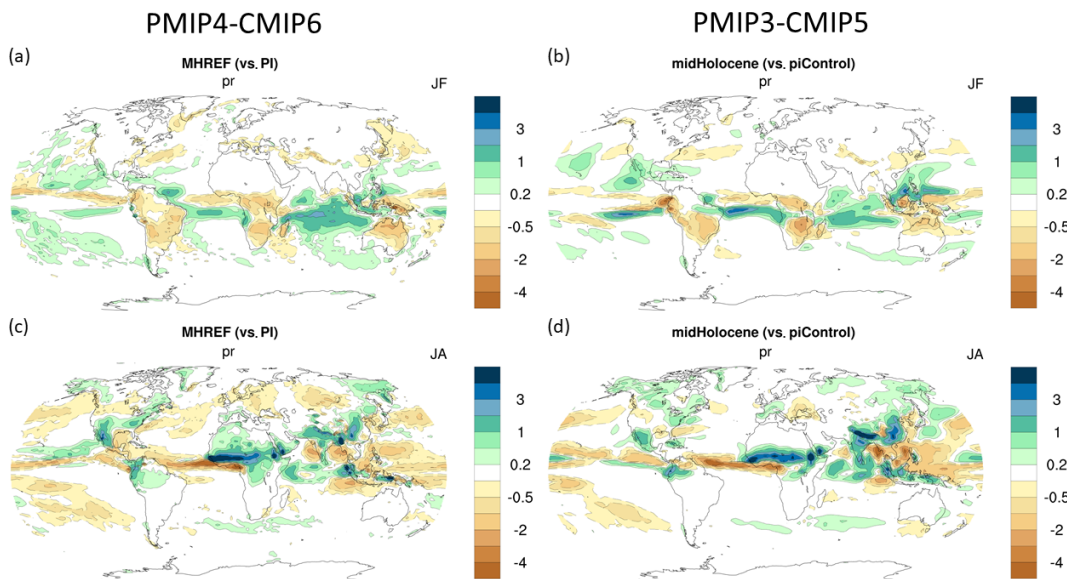 PMIP4-CMIP6
PMIP3-CMIP5
(a)
MHREF (vs. PI)
pr
JF
3
1
0.2
-0.5
-2
-4
(b)
midHolocene (vs. piControl)
pr
JF
3
1
0.2
-0.5
-2
-4
(c)
MHREF (vs. PI)
pr
JA
3
1
0.2
-0.5
-2
-4
(d)
midHolocene (vs. piControl)
pr
JA
3
1
0.2
-0.5
-2
-4